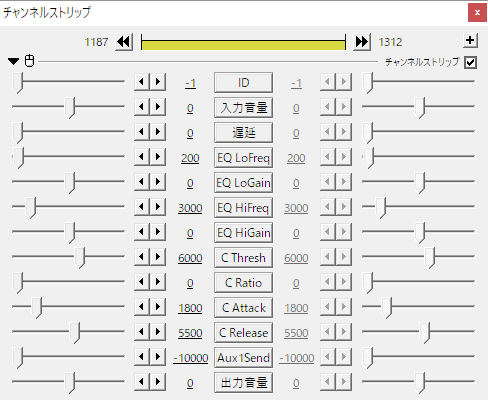 チャンネルストリップ
1187 1312
チャンネルストリップ
-1 ID -1
0 入力音量 0
0 遅延 0
200 EQ LoFreq 200
0 EQ LoGain 0
3000 EQ HiFreq 3000
0 EQ HiGain 0
6000 C Thresh 6000
0 C Ratio 0
1800 C Attack 1800
5500 C Release 5500
-10000 Aux1Send -10000
0 出力音量 0